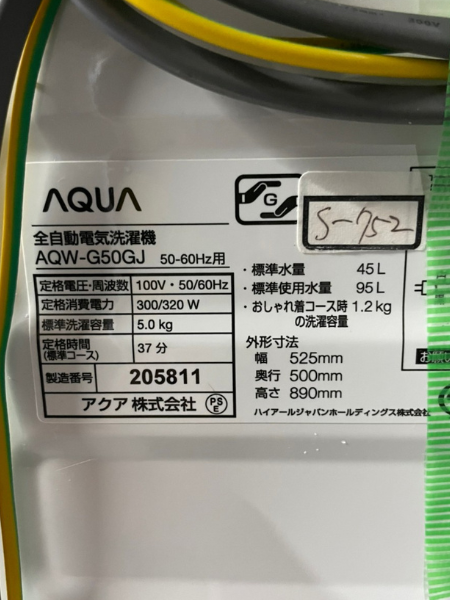 AQUA
G
S-752
全自動電気洗濯機
AQW-G50GJ 50-60Hz用
定格電圧・周波数 100V・50/60Hz
定格消費電力 300/320 W
標準洗濯容量 5.0 kg
定格時間
(標準コース) 37 分
製造番号 205811
アクア 株式会社 PSE
・標準水量 45 L
・標準使用水量 95 L
・おしゃれ着コース時 1.2 kg
の洗濯容量
外形寸法
幅 525mm
奥行 500mm
高さ 890mm
ハイアールジャパンホールディングス株式会社